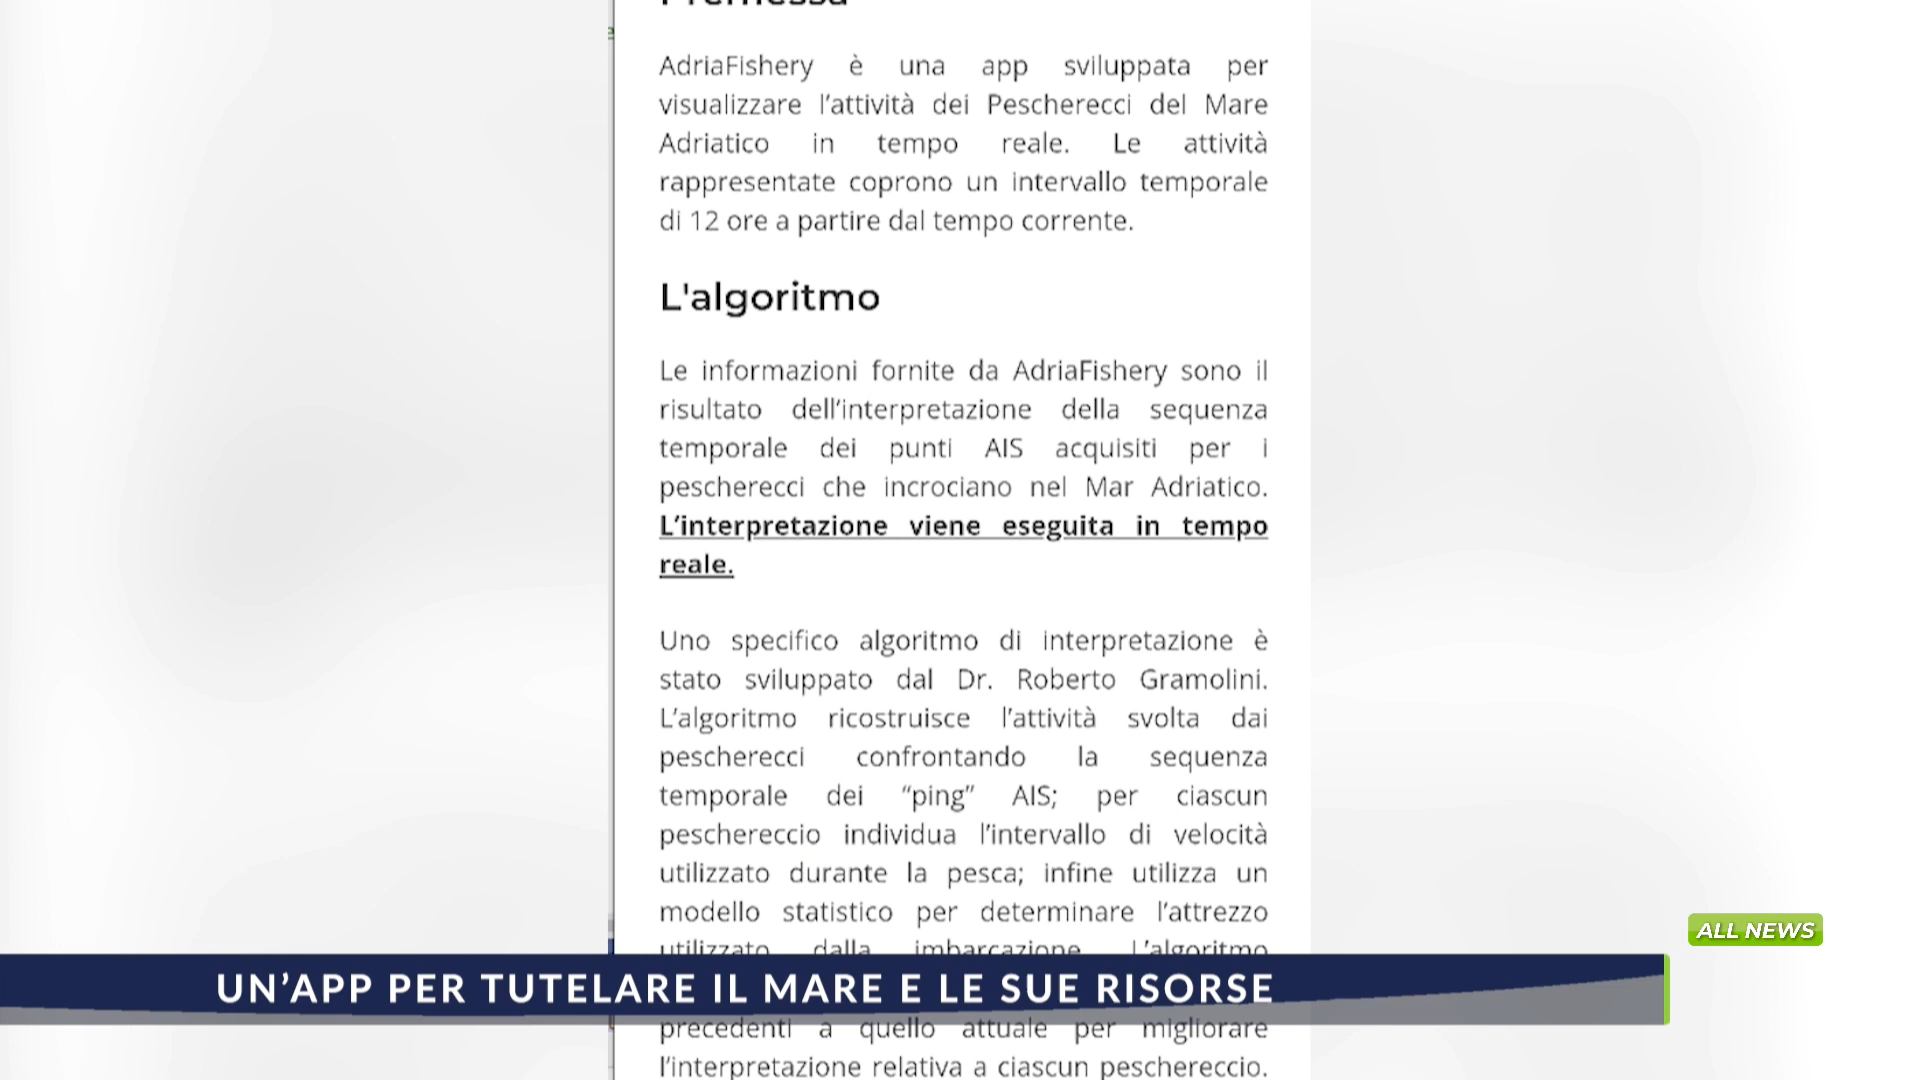 Premessa
AdriaFishery è una app sviluppata per
visualizzare l'attività dei Pescherecci del Mare
Adriatico in tempo reale. Le attività
rappresentate coprono un intervallo temporale
di 12 ore a partire dal tempo corrente.
L'algoritmo
Le informazioni fornite da AdriaFishery sono il
risultato dell'interpretazione della sequenza
temporale dei punti AIS acquisiti per i
pescherecci che incrociano nel Mar Adriatico.
L'interpretazione viene eseguita in tempo
reale.
Uno specifico algoritmo di interpretazione è
stato sviluppato dal Dr. Roberto Gramolini.
L'algoritmo ricostruisce l'attività svolta dai
pescherecci confrontando la sequenza
temporale dei “ping” AIS; per ciascun
peschereccio individua l'intervallo di velocità
utilizzato durante la pesca; infine utilizza un
modello statistico per determinare l'attrezzo
utilizzato dalla imbarcazione. L'algoritmo
ALL NEWS
UN'APP PER TUTELARE IL MARE E LE SUE RISORSE
precedenti a quello attuale per migliorare
l'interpretazione relativa a ciascun peschereccio.